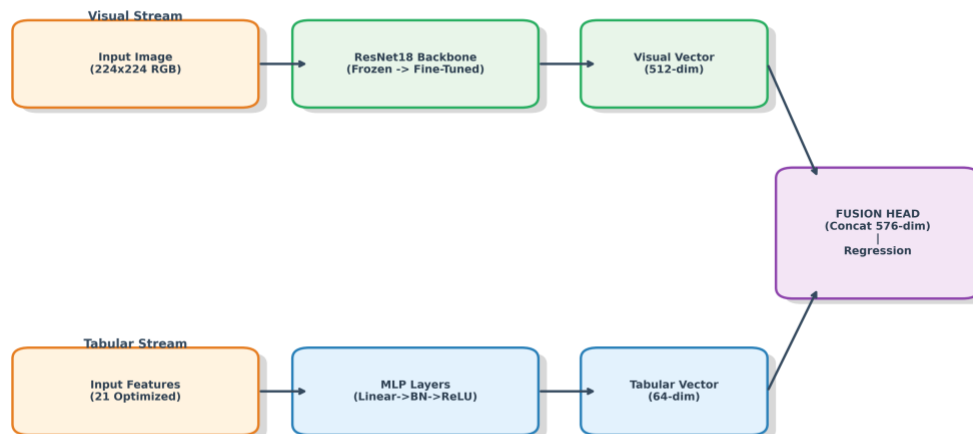 Visual Stream
Input Image
(224x224 RGB)
ResNet18 Backbone
(Frozen -> Fine-Tuned)
Visual Vector
(512-dim)
FUSION HEAD
(Concat 576-dim)
|
Regression
Tabular Stream
Input Features
(21 Optimized)
MLP Layers
(Linear->BN->ReLU)
Tabular Vector
(64-dim)